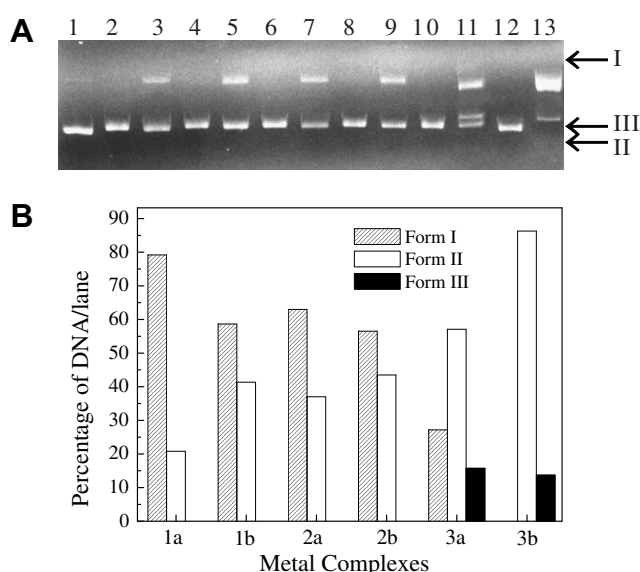 A
1 2 3 4 5 6 7 8 9 10 11 12 13
I
III
II
B
90
80
70
60
50
40
30
20
10
0
Percentage of DNA/lane
Form I
Form II
Form III
1a 1b 2a 2b 3a 3b
Metal Complexes